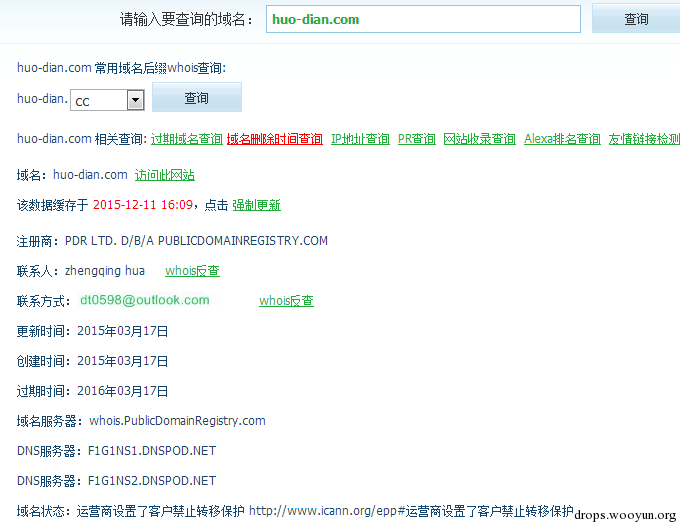 请输入要查询的域名： huo-dian.com 查询
huo-dian.com 常用域名后缀whois查询:
huo-dian. cc 查询
huo-dian.com 相关查询: 过期域名查询 域名删除时间查询 IP地址查询 PR查询 网站收录查询 Alexa排名查询 友情链接检测
域名：huo-dian.com 访问此网站
该数据缓存于 2015-12-11 16:09，点击 强制更新
注册商：PDR LTD. D/B/A PUBLICDOMAINREGISTRY.COM
联系人：zhengqing hua whois反查
联系方式： dt0598@outlook.com whois反查
更新时间：2015年03月17日
创建时间：2015年03月17日
过期时间：2016年03月17日
域名服务器：whois.PublicDomainRegistry.com
DNS服务器：F1G1NS1.DNSPOD.NET
DNS服务器：F1G1NS2.DNSPOD.NET
域名状态：运营商设置了客户禁止转移保护 http://www.icann.org/epp#运营商设置了客户禁止转移保护
drops.wooyun.org